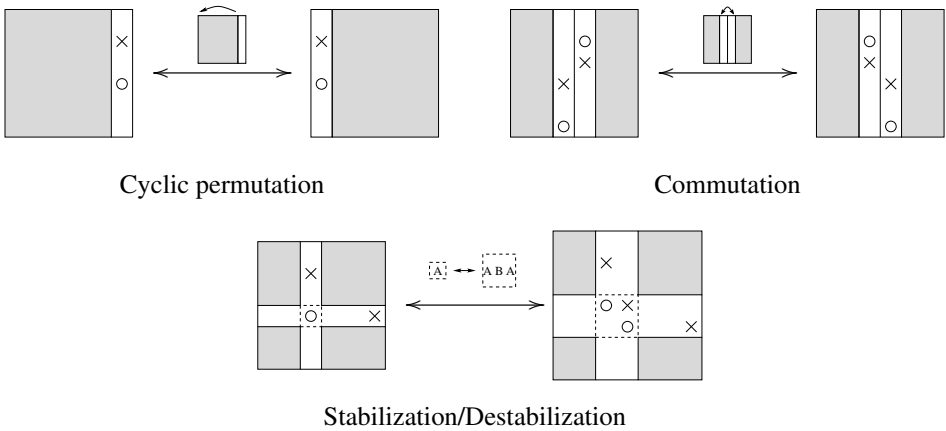 Cyclic permutation
Commutation
A
A B A
Stabilization/Destabilization